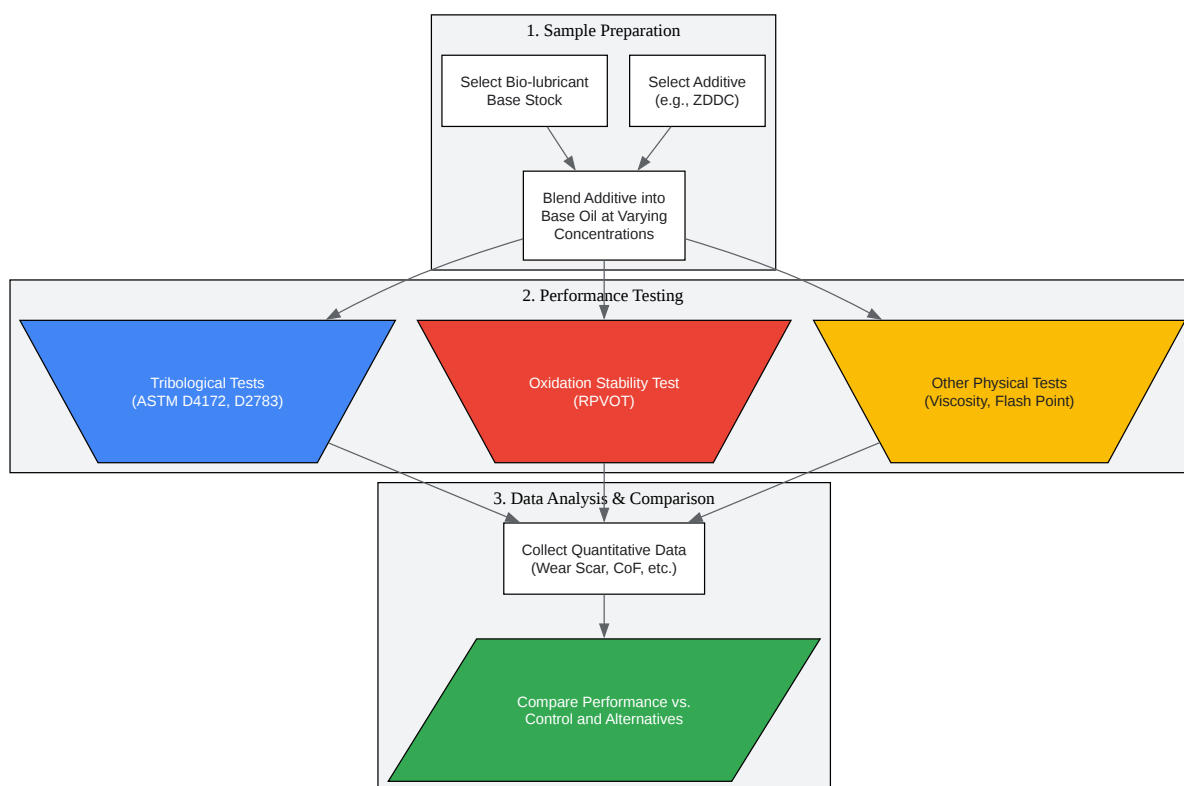 1. Sample Preparation
Select Bio-lubricant
Base Stock
Select Additive
(e.g., ZDDC)
Blend Additive into
Base Oil at Varying
Concentrations
2. Performance Testing
Tribological Tests
(ASTM D4172, D2783)
Oxidation Stability Test
(RPVOT)
Other Physical Tests
(Viscosity, Flash Point)
3. Data Analysis & Comparison
Collect Quantitative Data
(Wear Scar, CoF, etc.)
Compare Performance vs.
Control and Alternatives